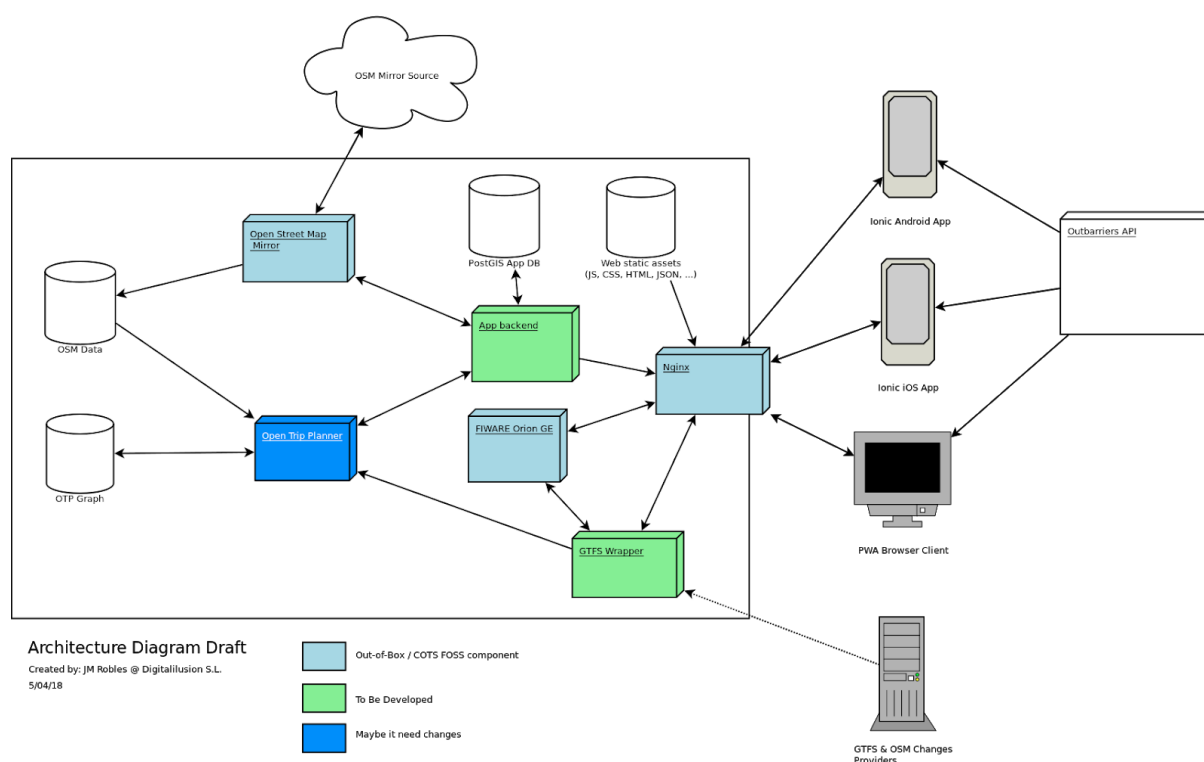 OSM Mirror Source
Open Street Map
Mirror
PostGIS App DB
Web static assets
(JS, CSS, HTML, JSON, ...)
Ionic Android App
Outbarriers API
OSM Data
App backend
Nginx
Ionic iOS App
Open Trip Planner
FIWARE Orion GE
OTP Graph
GTFS Wrapper
PWA Browser Client
Architecture Diagram Draft
Created by: JM Robles @ Digitalilusion S.L.
5/04/18
Out-of-Box / COTS FOSS component
To Be Developed
Maybe it need changes
GTFS & OSM Changes
Providers